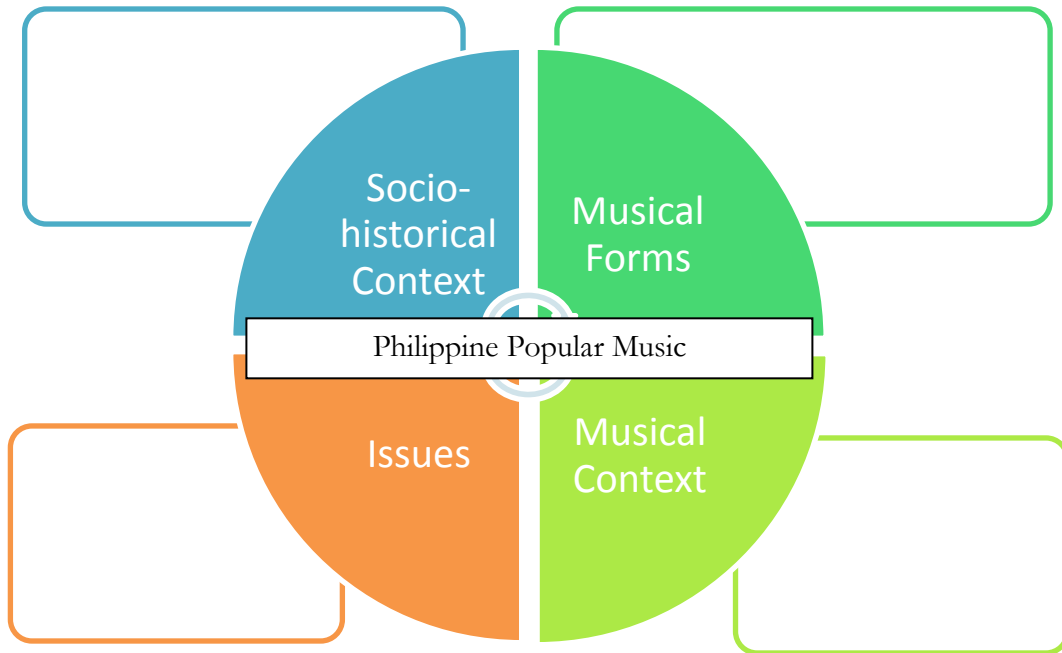 Socio-
historical
Context
Musical
Forms
Philippine Popular Music
Issues
Musical
Context